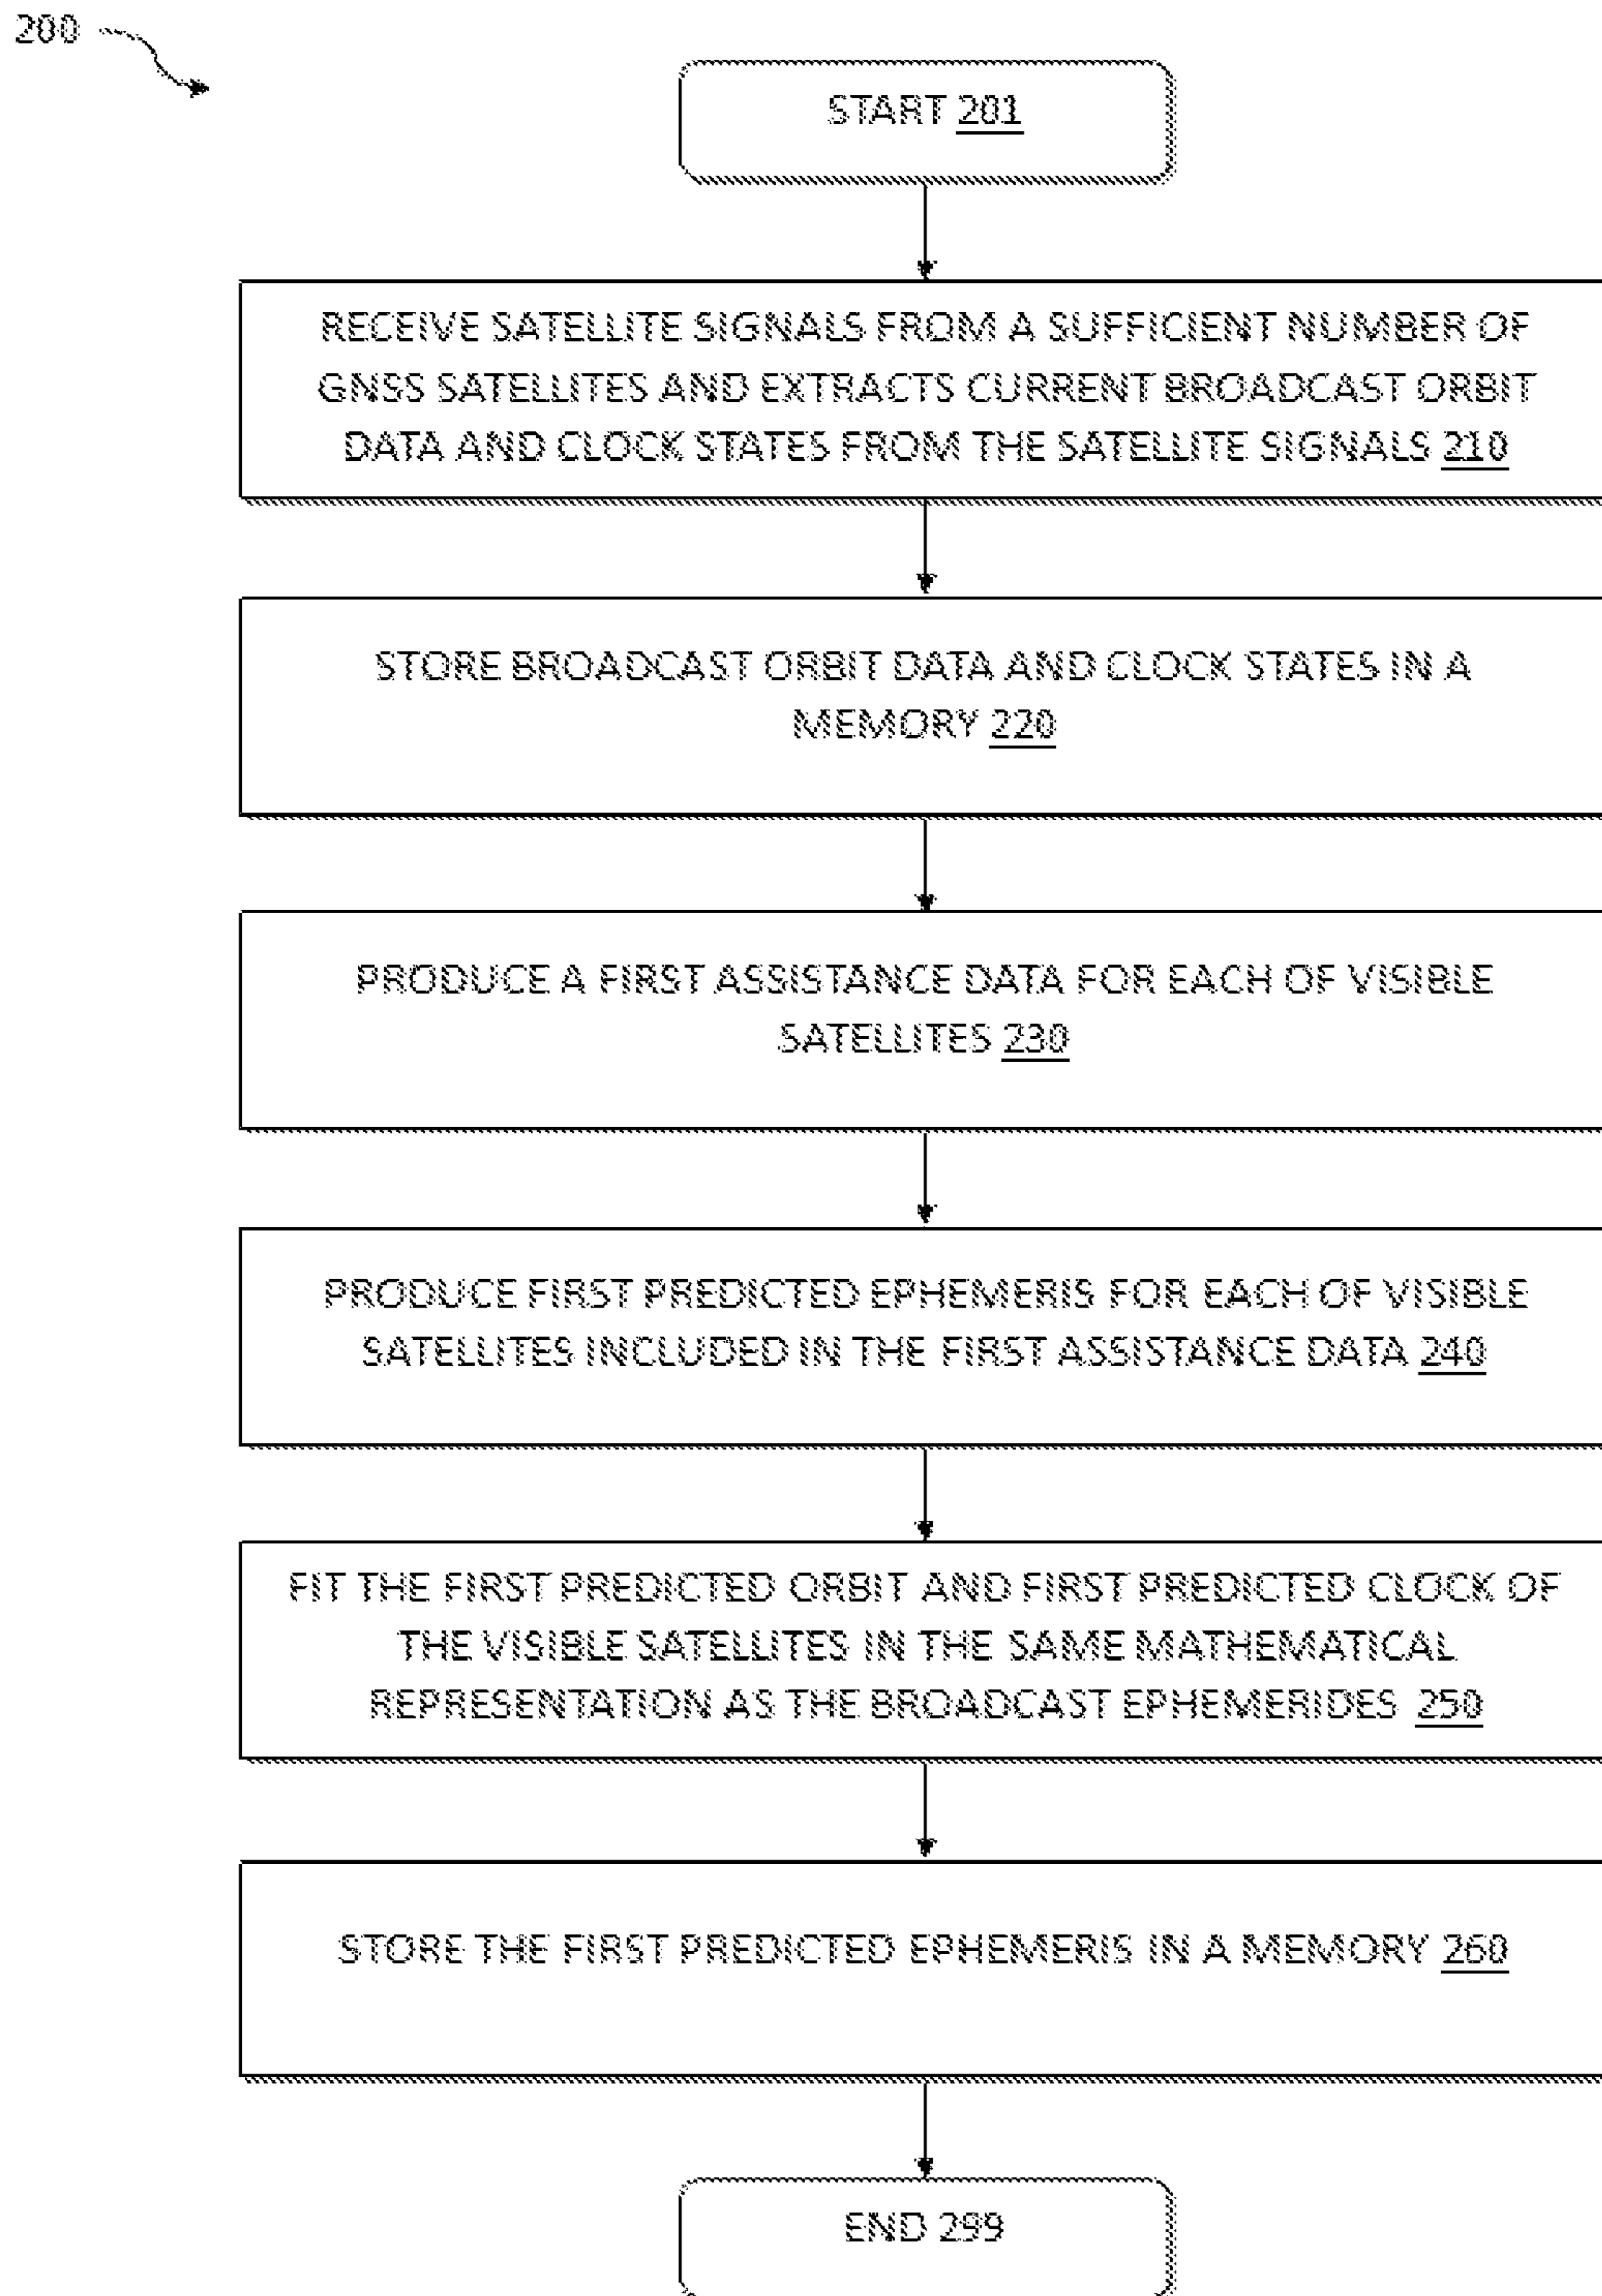 200
START 201
RECEIVE SATELLITE SIGNALS FROM A SUFFICIENT NUMBER OF
GNSS SATELLITES AND EXTRACTS CURRENT BROADCAST ORBIT
DATA AND CLOCK STATES FROM THE SATELLITE SIGNALS 210
STORE BROADCAST ORBIT DATA AND CLOCK STATES IN A
MEMORY 220
PRODUCE A FIRST ASSISTANCE DATA FOR EACH OF VISIBLE
SATELLITES 230
PRODUCE FIRST PREDICTED EPHEMERIS FOR EACH OF VISIBLE
SATELLITES INCLUDED IN THE FIRST ASSISTANCE DATA 240
FIT THE FIRST PREDICTED ORBIT AND FIRST PREDICTED CLOCK OF
THE VISIBLE SATELLITES IN THE SAME MATHEMATICAL
REPRESENTATION AS THE BROADCAST EPHEMERIDES 250
STORE THE FIRST PREDICTED EPHEMERIS IN A MEMORY 260
END 299